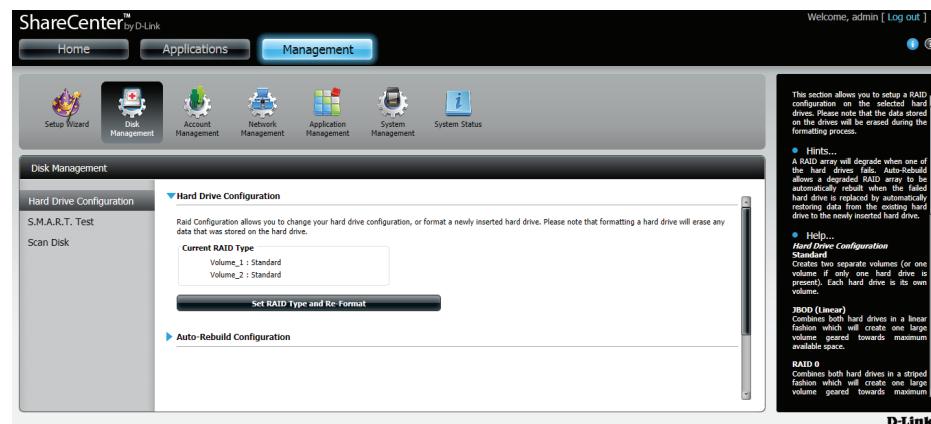 ShareCenter™ by D-Link
Welcome, admin [ Log out ]
Home
Applications
Management
Setup Wizard
Disk
Management
Account
Management
Network
Management
Application
Management
System
Management
System Status
Disk Management
Hard Drive Configuration
S.M.A.R.T. Test
Scan Disk
Hard Drive Configuration
Raid Configuration allows you to change your hard drive configuration, or format a newly inserted hard drive. Please note that formatting a hard drive will erase any
data that was stored on the hard drive.
Current RAID Type
Volume_1 : Standard
Volume_2 : Standard
Set RAID Type and Re-Format
Auto-Rebuild Configuration
This section allows you to setup a RAID
configuration on the selected hard
drives. Please note that the data stored
on the drives will be erased during the
formatting process.
Hints...
A RAID array will degrade when one of
the hard drives fails. Auto-Rebuild
allows a degraded RAID array to be
automatically rebuilt when the failed
hard drive is replaced by automatically
restoring data from the existing hard
drive to the newly inserted hard drive.
Help...
Hard Drive Configuration
Standard
Creates two separate volumes (or one
volume if only one hard drive is
present). Each hard drive is its own
volume.
JBOD (Linear)
Combines both hard drives in a linear
fashion which will create one large
volume geared towards maximum
available space.
RAID 0
Combines both hard drives in a striped
fashion which will create one large
volume geared towards maximum
D-Link